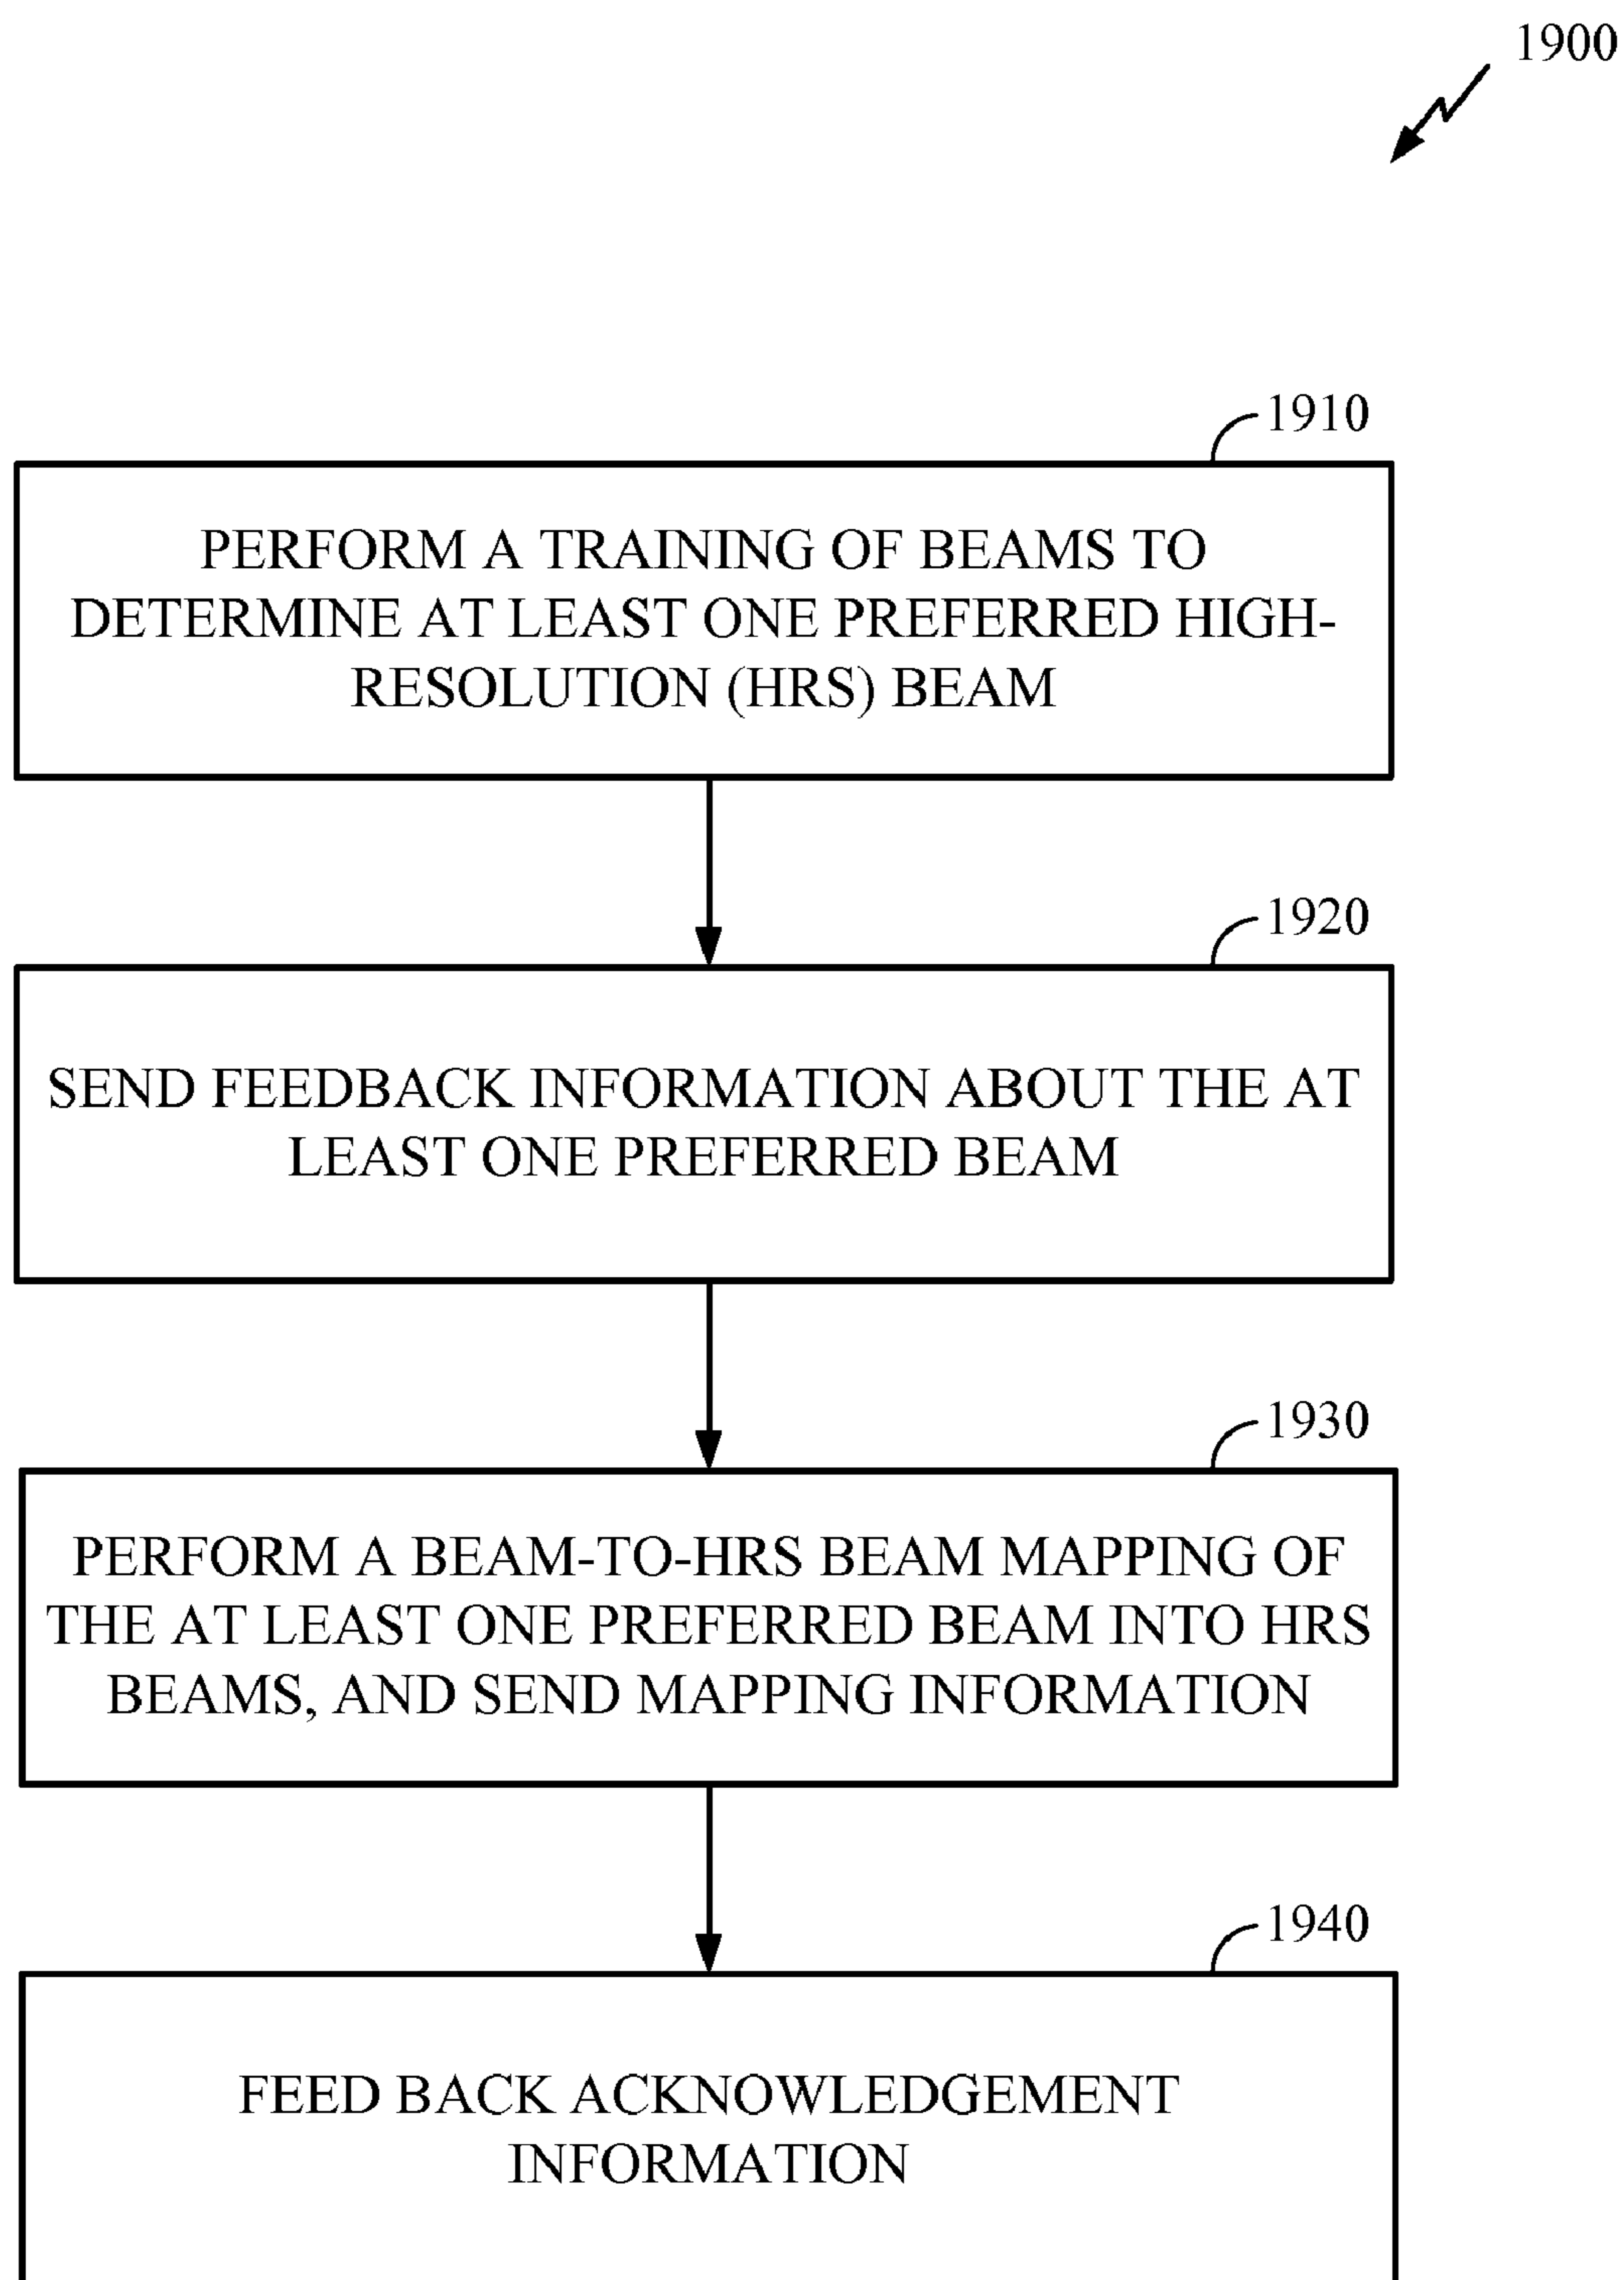 1900
1910
PERFORM A TRAINING OF BEAMS TO
DETERMINE AT LEAST ONE PREFERRED HIGH-
RESOLUTION (HRS) BEAM
1920
SEND FEEDBACK INFORMATION ABOUT THE AT
LEAST ONE PREFERRED BEAM
1930
PERFORM A BEAM-TO-HRS BEAM MAPPING OF
THE AT LEAST ONE PREFERRED BEAM INTO HRS
BEAMS, AND SEND MAPPING INFORMATION
1940
FEED BACK ACKNOWLEDGEMENT
INFORMATION